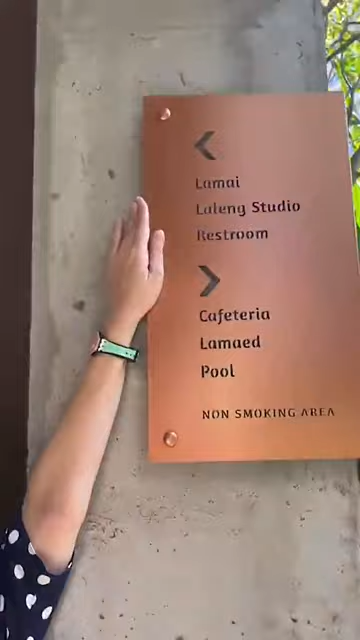 Lamai
Laleng Studio
Restroom
Cafeteria
Lamaed
Pool
NON SMOKING AREA